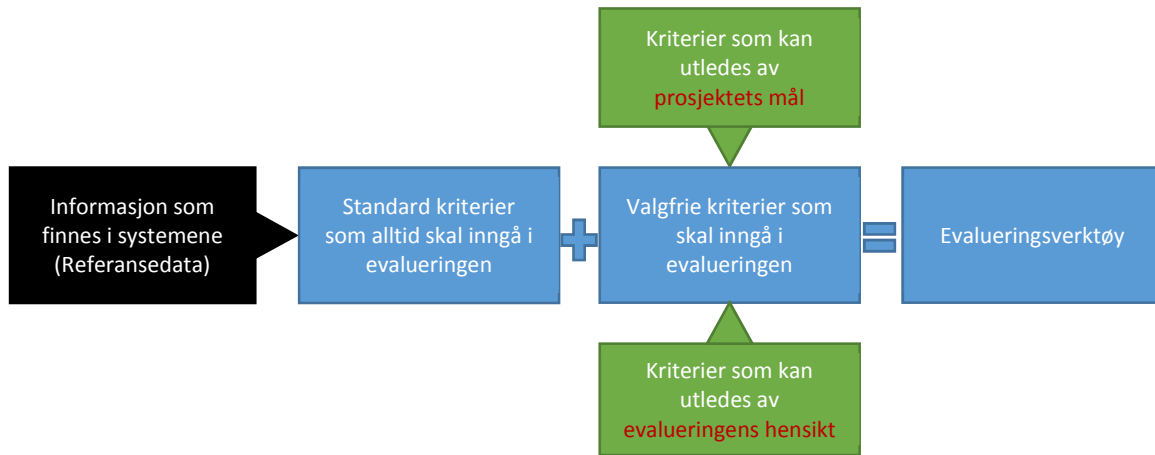 Kriterier som kan
utledes av
prosjektets mål
Informasjon som
finnes i systemene
(Referansedata)
Standard kriterier
som alltid skal inngå i
evalueringen
Valgfrie kriterier som
skal inngå i
evalueringen
Evalueringsverktøy
Kriterier som kan
utledes av
evalueringens hensikt